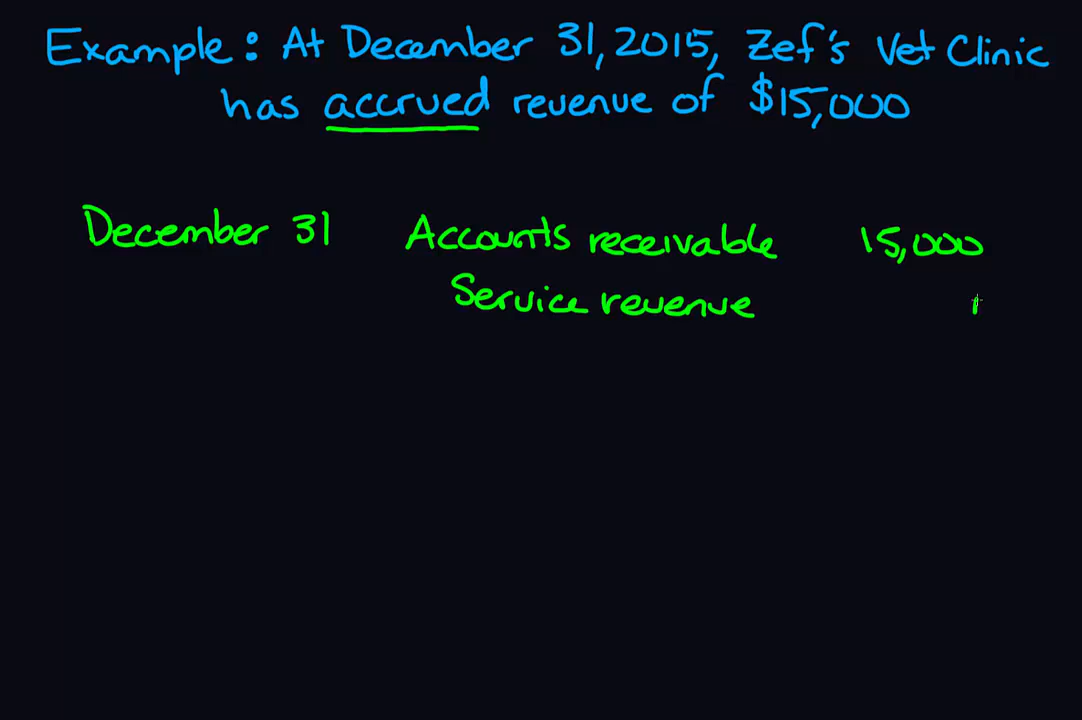 Example: At December 31, 2015, Zef's Vet Clinic
has accrued revenue of $15,000
December 31 Accounts receivable 15,000
Service revenue 1